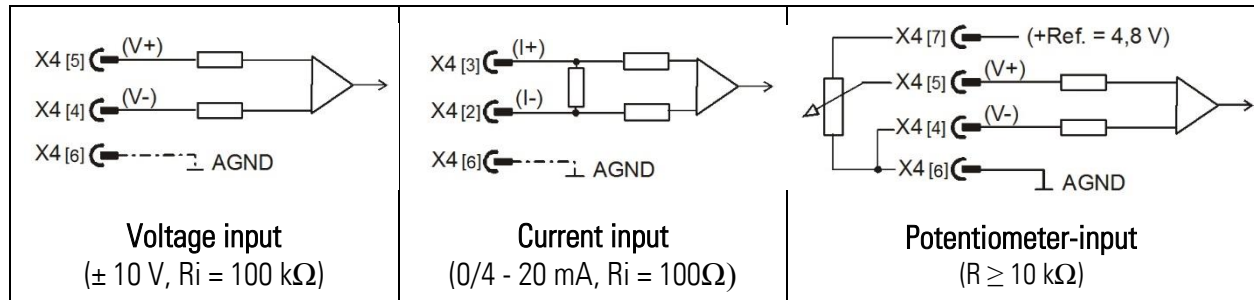 X4 [5] (V+)
X4 [4] (V-)
X4 [6] AGND
Voltage input
(± 10 V, Ri = 100 kΩ)
X4 [3] (I+)
X4 [2] (I-)
X4 [6] AGND
Current input
(0/4 - 20 mA, Ri = 100Ω)
X4 [7] (+Ref. = 4,8 V)
X4 [5] (V+)
X4 [4] (V-)
X4 [6] AGND
Potentiometer-input
(R ≥ 10 kΩ)